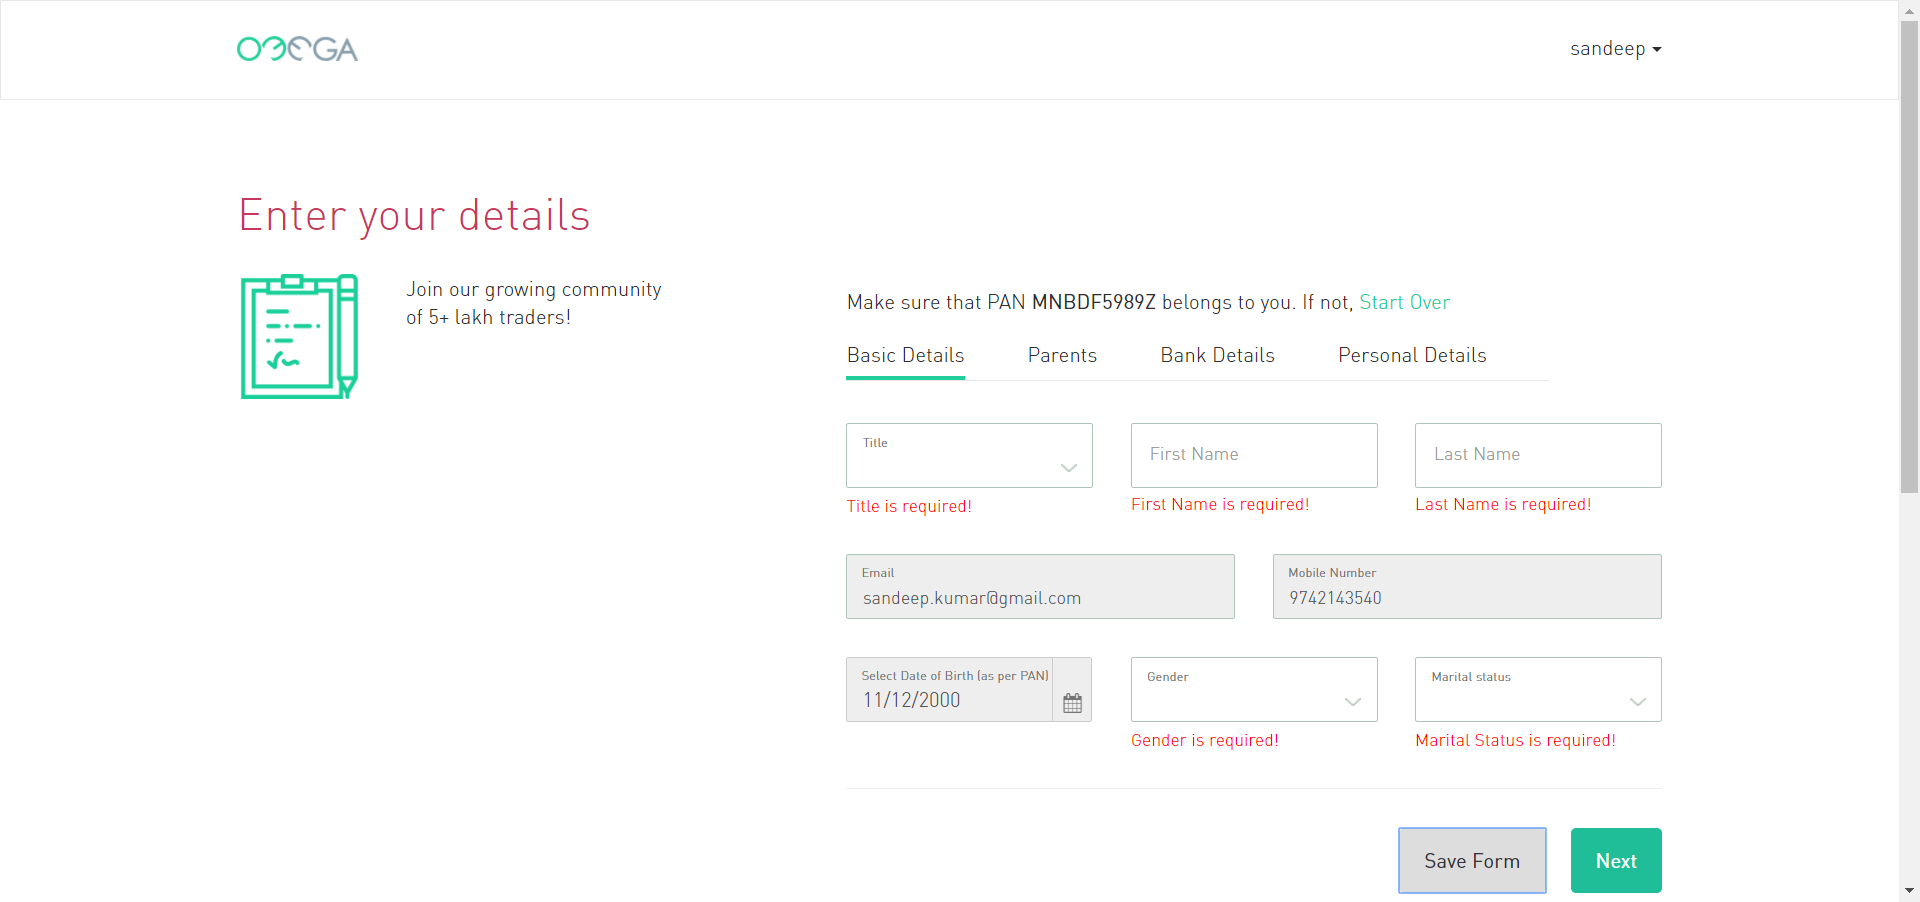 OMEGA
sandeep
Enter your details
Join our growing community
of 5+ lakh traders!
Make sure that PAN MNBDF5989Z belongs to you. If not, Start Over
Basic Details Parents Bank Details Personal Details
Title First Name Last Name
Title is required! First Name is required! Last Name is required!
Email Mobile Number
sandeep.kumar@gmail.com 9742143540
Select Date of Birth (as per PAN) Gender Marital status
11/12/2000
Gender is required! Marital Status is required!
Save Form Next